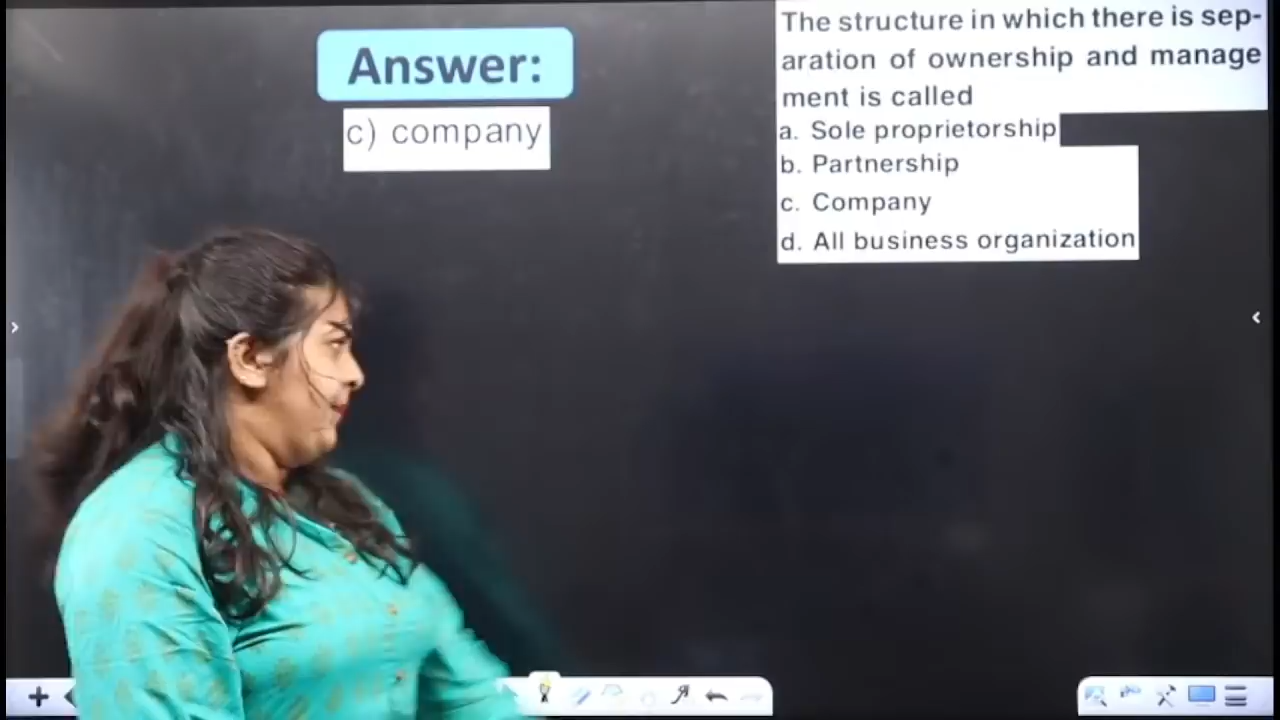 Answer:
c) company
The structure in which there is sep-
aration of ownership and manage
ment is called
a. Sole proprietorship
b. Partnership
c. Company
d. All business organization